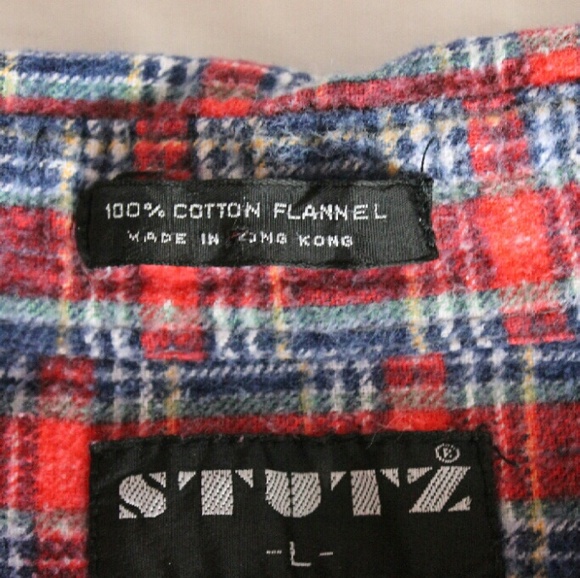 100% COTTON FLANNEL
MADE IN HONG KONG
STUTZ®
-L-